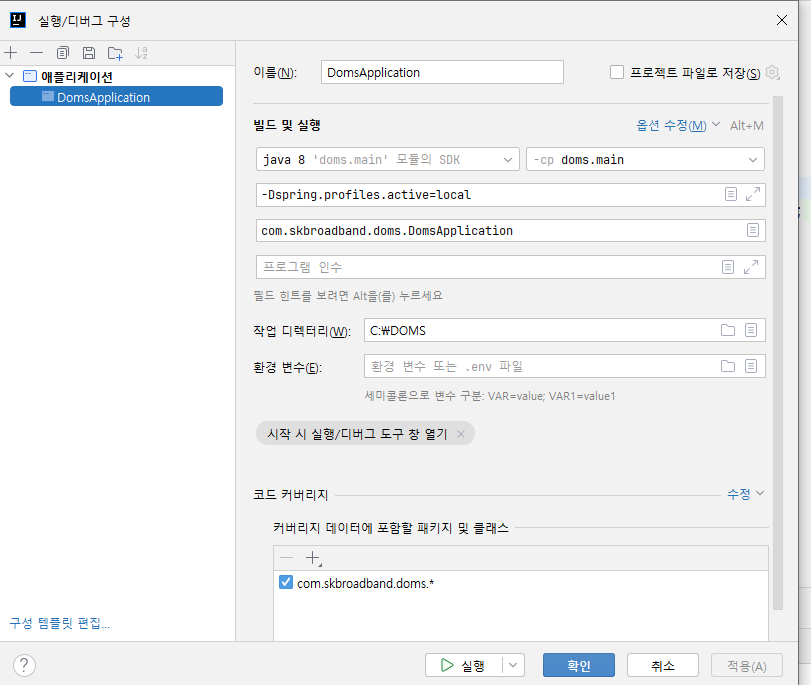 실행/디버그 구성
애플리케이션
DomsApplication
이름(N):
DomsApplication
프로젝트 파일로 저장(S)
빌드 및 실행
옵션 수정(M)
Alt+M
java 8 'doms.main' 모듈의 SDK
-cp doms.main
-Dspring.profiles.active=local
com.skbroadband.doms.DomsApplication
프로그램 인수
필드 힌트를 보려면 Alt을(를) 누르세요
작업 디렉터리(W):
C:₩DOMS
환경 변수(E):
환경 변수 또는 .env 파일
세미콜론으로 변수 구분: VAR=value; VAR1=value1
시작 시 실행/디버그 도구 창 열기
코드 커버리지
수정
커버리지 데이터에 포함할 패키지 및 클래스
com.skbroadband.doms.*
구성 템플릿 편집...
?
실행
확인
취소
적용(A)